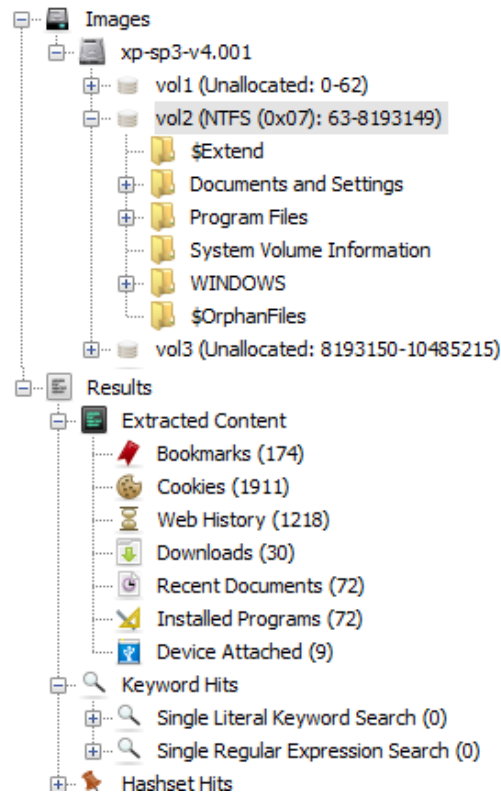 Images
xp-sp3-v4.001
vol1 (Unallocated: 0-62)
vol2 (NTFS (0x07): 63-8193149)
$Extend
Documents and Settings
Program Files
System Volume Information
WINDOWS
$OrphanFiles
vol3 (Unallocated: 8193150-10485215)
Results
Extracted Content
Bookmarks (174)
Cookies (1911)
Web History (1218)
Downloads (30)
Recent Documents (72)
Installed Programs (72)
Device Attached (9)
Keyword Hits
Single Literal Keyword Search (0)
Single Regular Expression Search (0)
Hashset Hits